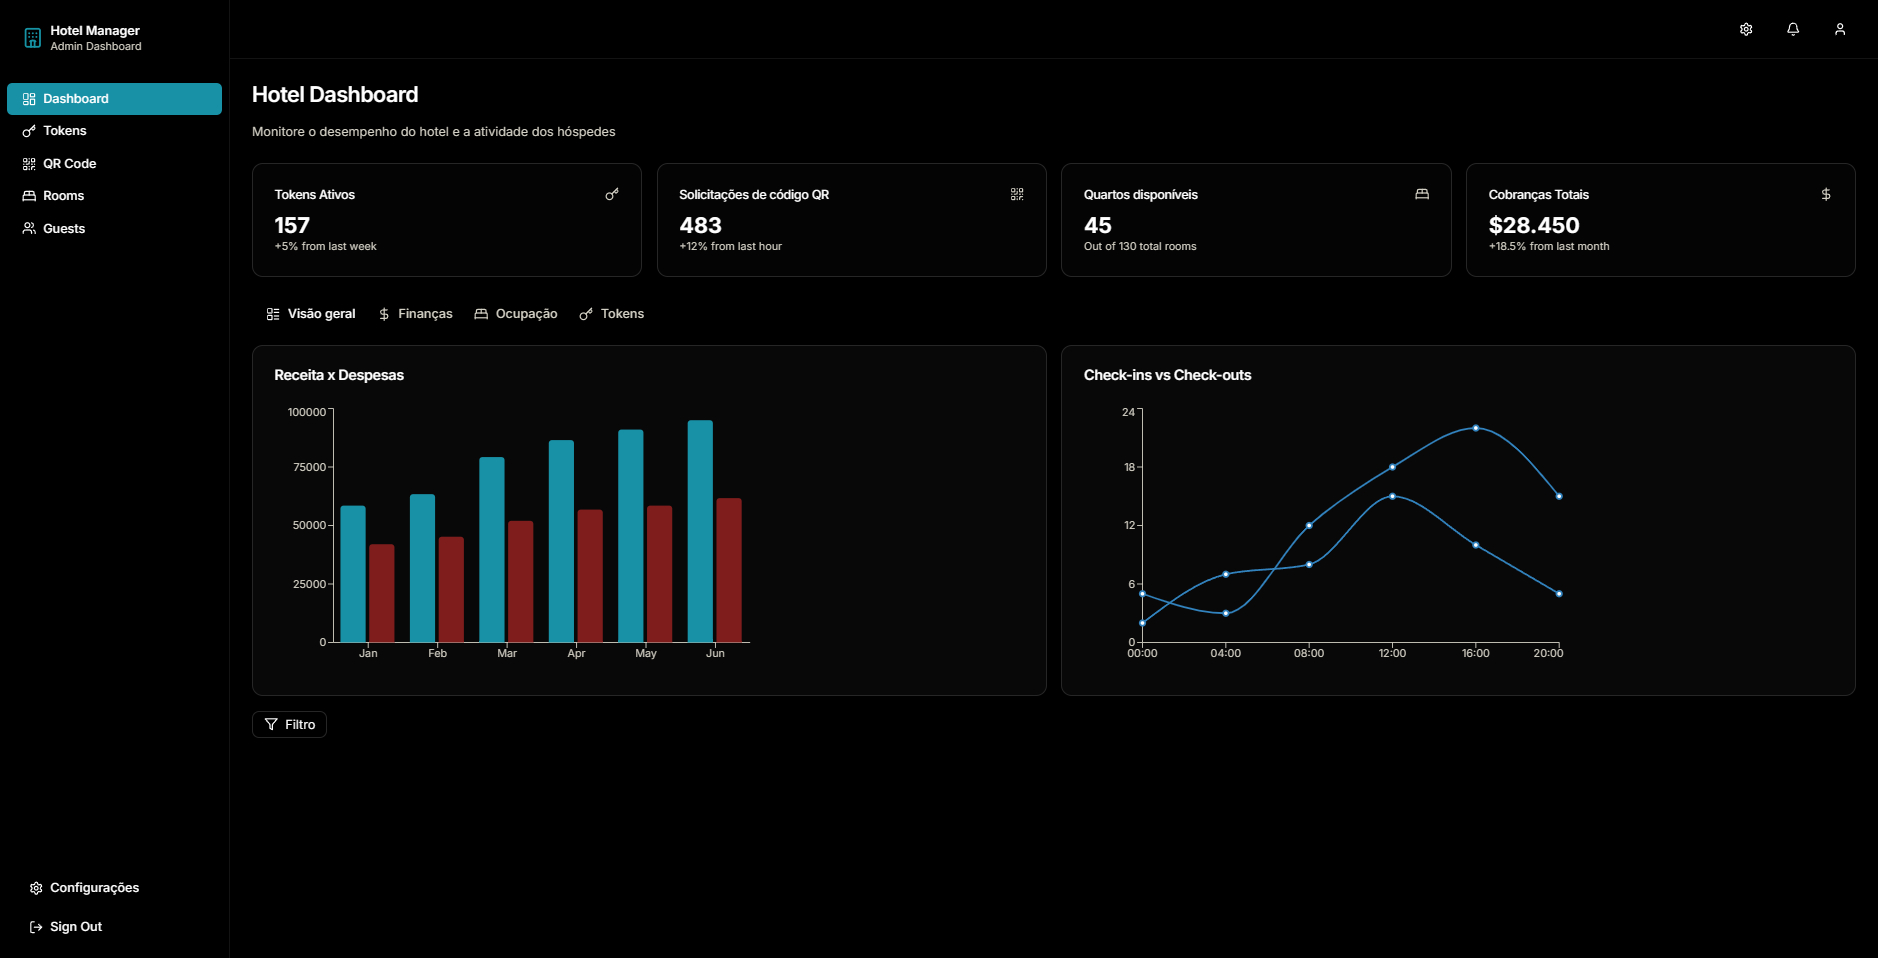 Hotel Manager
Admin Dashboard
Dashboard
Tokens
QR Code
Rooms
Guests
Configurações
Sign Out
Hotel Dashboard
Monitore o desempenho do hotel e a atividade dos hóspedes
Tokens Ativos
157
+5% from last week
Solicitações de código QR
483
+12% from last hour
Quartos disponíveis
45
Out of 130 total rooms
Cobranças Totais
$28.450
+18.5% from last month
Visão geral
Finanças
Ocupação
Tokens
Receita x Despesas
100000
75000
50000
25000
0
Jan Feb Mar Apr May Jun
Check-ins vs Check-outs
24
18
12
6
0
00:00 04:00 08:00 12:00 16:00 20:00
Filtro